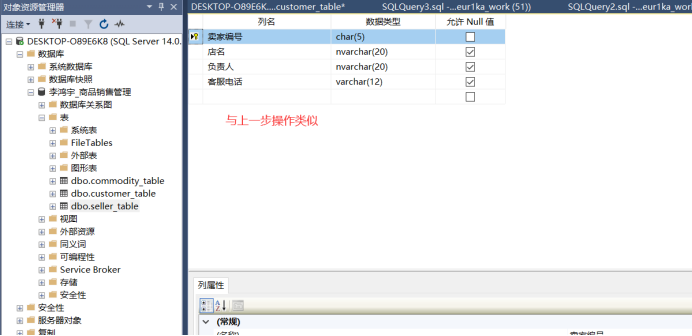 对象资源管理器
连接
DESKTOP-O89E6K8 (SQL Server 14.0.
数据库
系统数据库
数据库快照
李鸿宇_商品销售管理
数据库关系图
表
系统表
FileTables
外部表
图形表
dbo.commodity_table
dbo.customer_table
dbo.seller_table
视图
外部资源
同义词
可编程性
Service Broker
存储
安全性
安全性
服务器对象
复制
DESKTOP-O89E6K....customer_table*
SQLQuery3.sql -...eur1ka_work (51))
SQLQuery2.sql -...eur1ka_work
列名 数据类型 允许 Null 值
卖家编号 char(5)
店名 nvarchar(20)
负责人 nvarchar(20)
客服电话 varchar(12)
与上一步操作类似
列属性
(常规)
(名称) 卖家编号